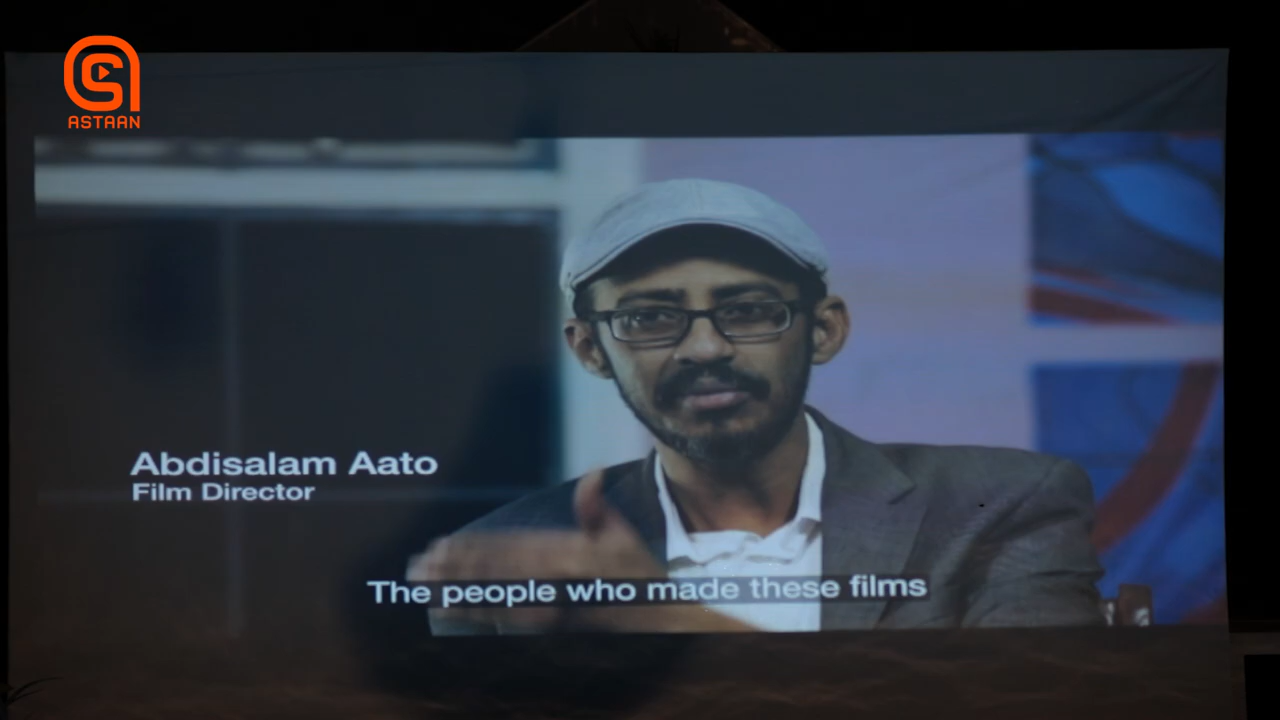 ASTAAN
Abdisalam Aato
Film Director
The people who made these films